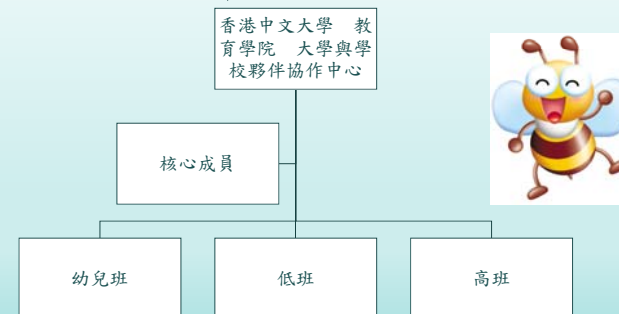 香港中文大學　教
育學院　大學與學
校夥伴協作中心
核心成員
幼兒班
低班
高班